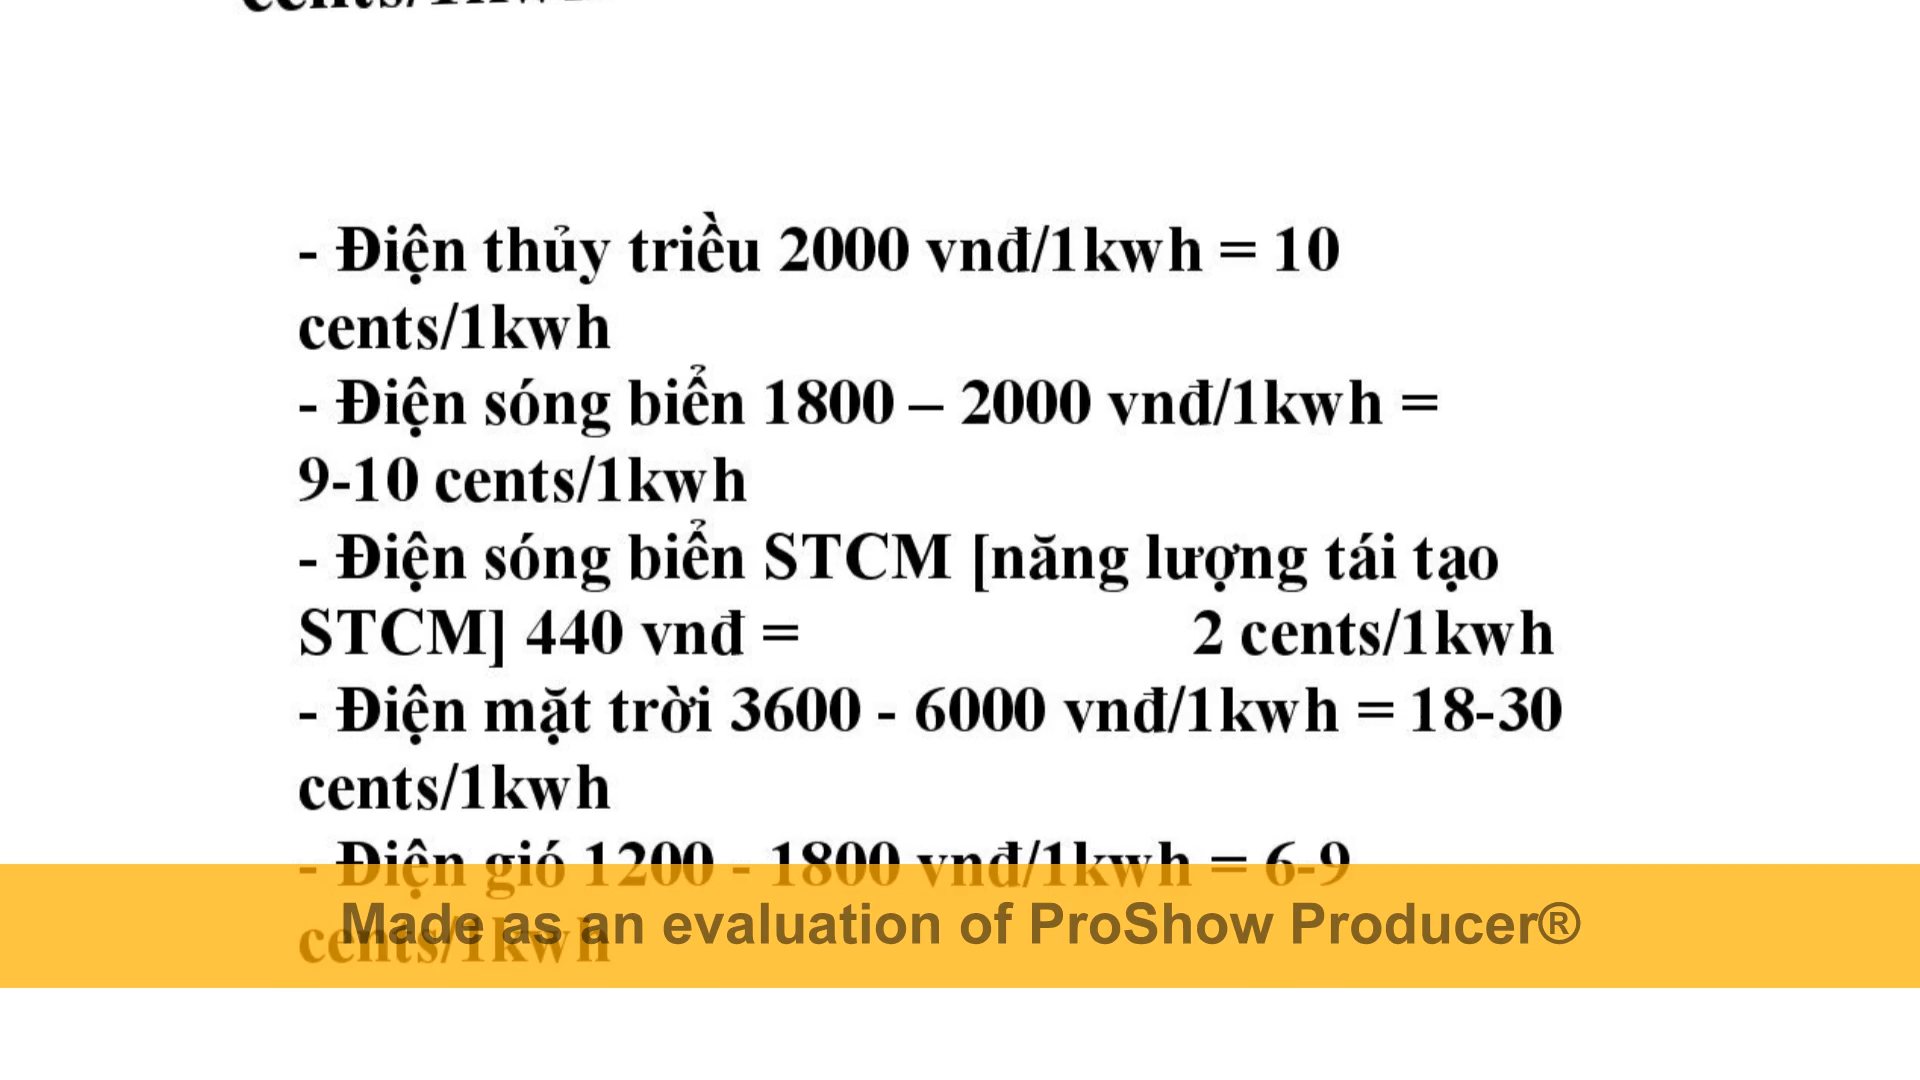 - Điện thủy triều 2000 vnđ/1kwh = 10
cents/1kwh
- Điện sóng biển 1800 – 2000 vnđ/1kwh =
9-10 cents/1kwh
- Điện sóng biển STCM [năng lượng tái tạo
STCM] 440 vnđ = 2 cents/1kwh
- Điện mặt trời 3600 - 6000 vnđ/1kwh = 18-30
cents/1kwh
- Điện gió 1200 - 1800 vnđ/1kwh = 6-9
cents/1kwh
Made as an evaluation of ProShow Producer®